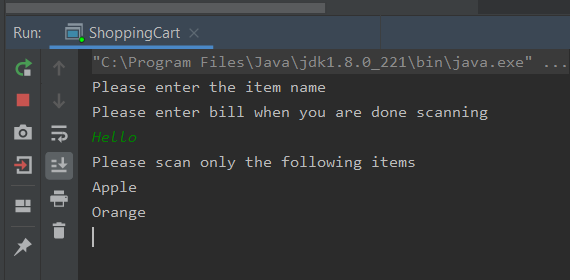 Run: ShoppingCart
"C:\Program Files\Java\jdk1.8.0_221\bin\java.exe" ...
Please enter the item name
Please enter bill when you are done scanning
Hello
Please scan only the following items
Apple
Orange